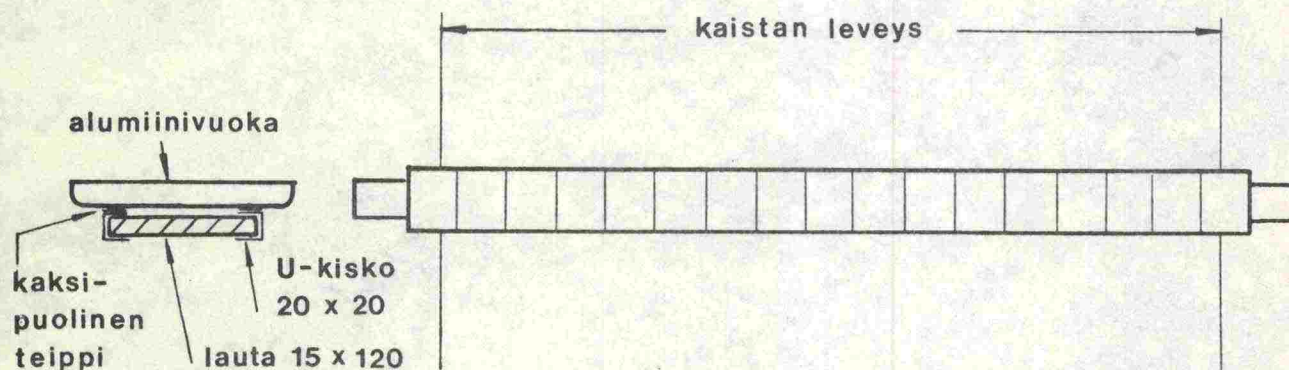 kaistan leveys
alumiinivuoka
kaksi-
puolinen
teippi
U-kisko
20 x 20
lauta 15 x 120